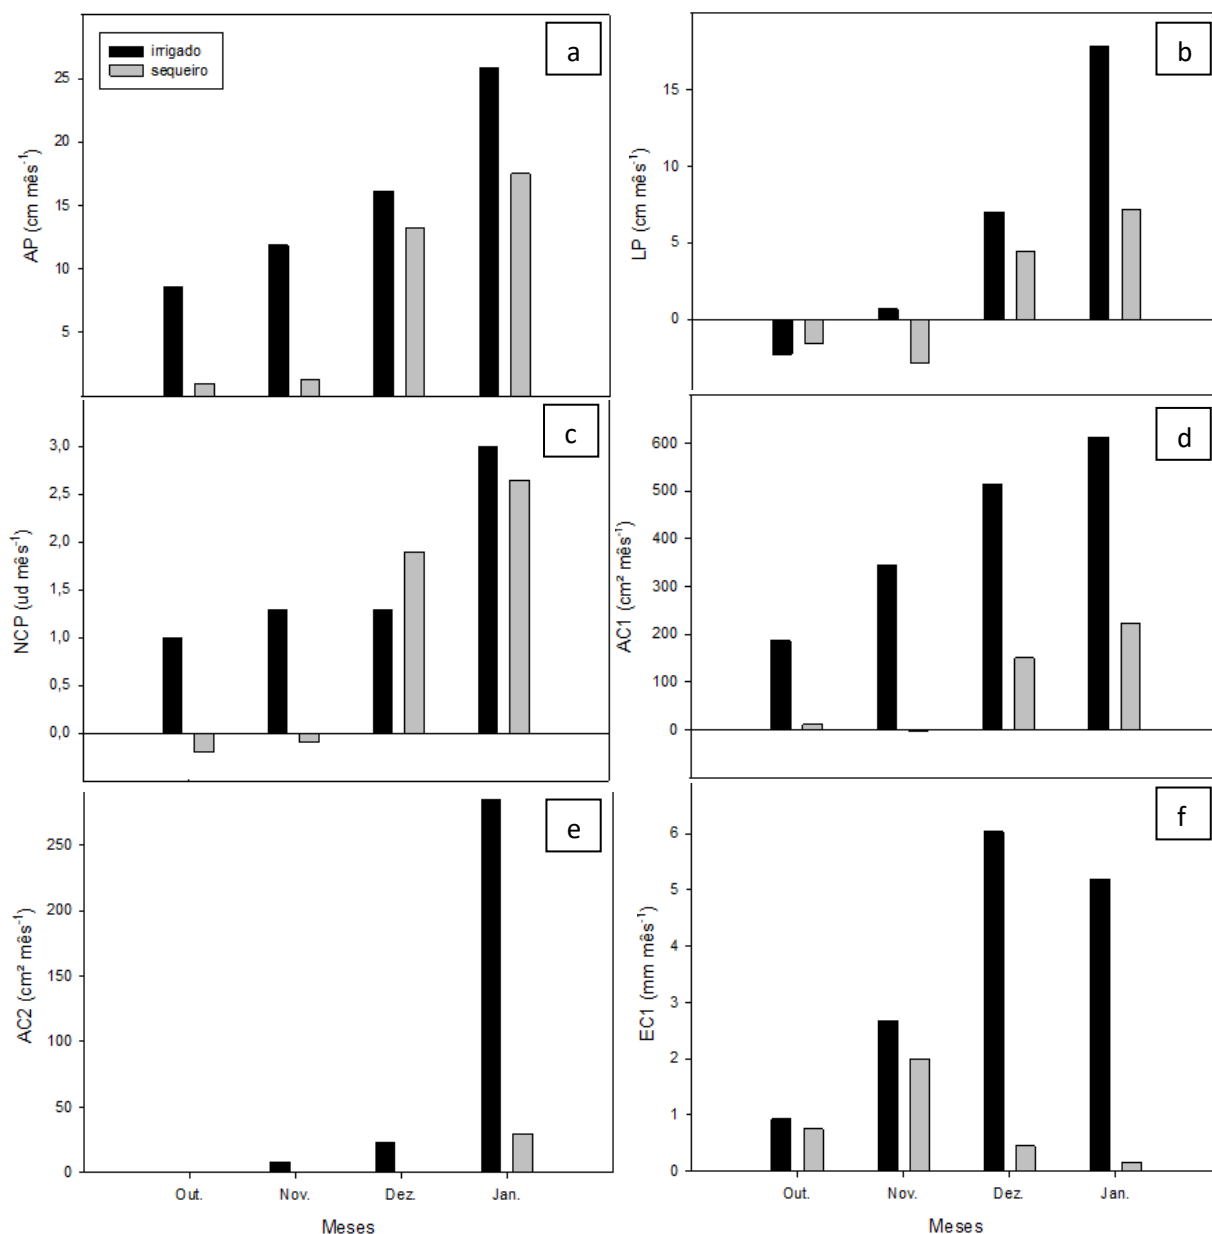 irrigado
sequeiro
a
25
20
15
10
5
AP (cm mês⁻¹)
b
15
10
5
0
LP (cm mês⁻¹)
c
3,0
2,5
2,0
1,5
1,0
0,5
0,0
NCP (ud mês⁻¹)
d
600
500
400
300
200
100
0
AC1 (cm² mês⁻¹)
e
250
200
150
100
50
0
AC2 (cm² mês⁻¹)
Out. Nov. Dez. Jan.
Meses
f
6
5
4
3
2
1
0
EC1 (mm mês⁻¹)
Out. Nov. Dez. Jan.
Meses